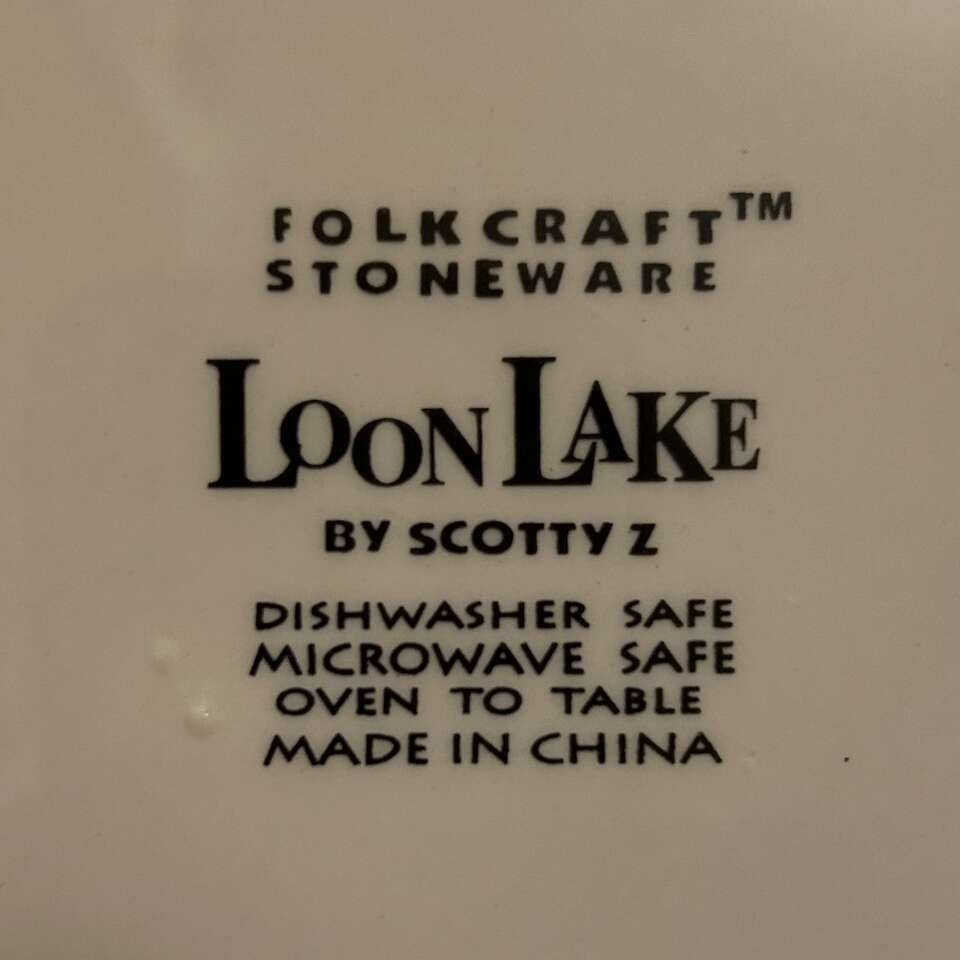 FOLKCRAFT™
STONEWARE
LOON LAKE
BY SCOTTY Z
DISHWASHER SAFE
MICROWAVE SAFE
OVEN TO TABLE
MADE IN CHINA